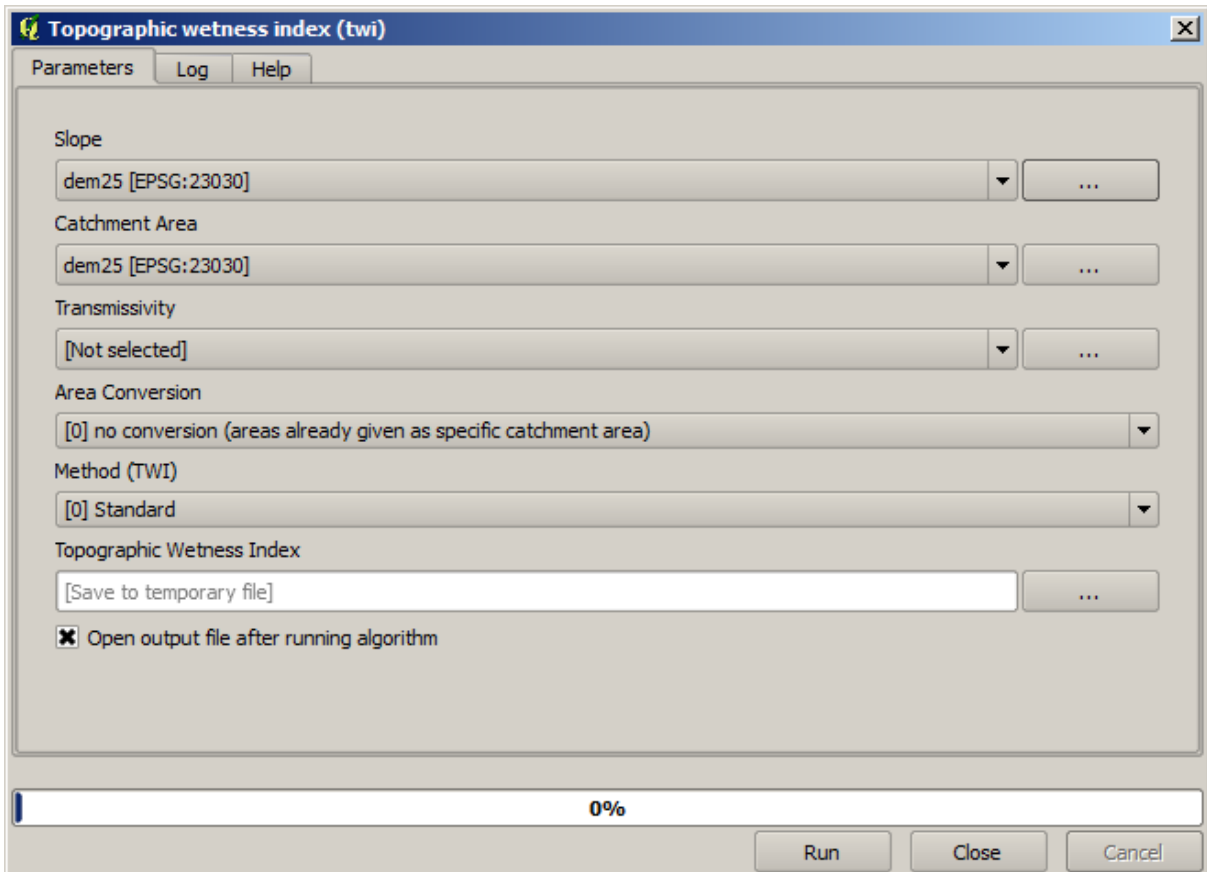 Topographic wetness index (twi)
Parameters Log Help
Slope
dem25 [EPSG:23030] ...
Catchment Area
dem25 [EPSG:23030] ...
Transmissivity
[Not selected] ...
Area Conversion
[0] no conversion (areas already given as specific catchment area)
Method (TWI)
[0] Standard
Topographic Wetness Index
[Save to temporary file] ...
Open output file after running algorithm
0%
Run Close Cancel